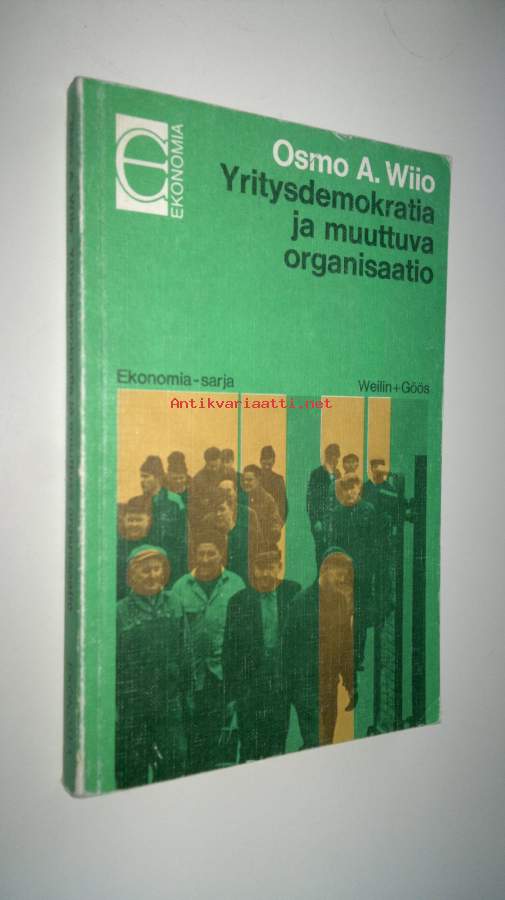 EKONOMIA
Osmo A. Wiio
Yritysdemokratia
ja muuttuva
organisaatio
Ekonomia-sarja
Weilin+Göös
Antikvariaatti.net